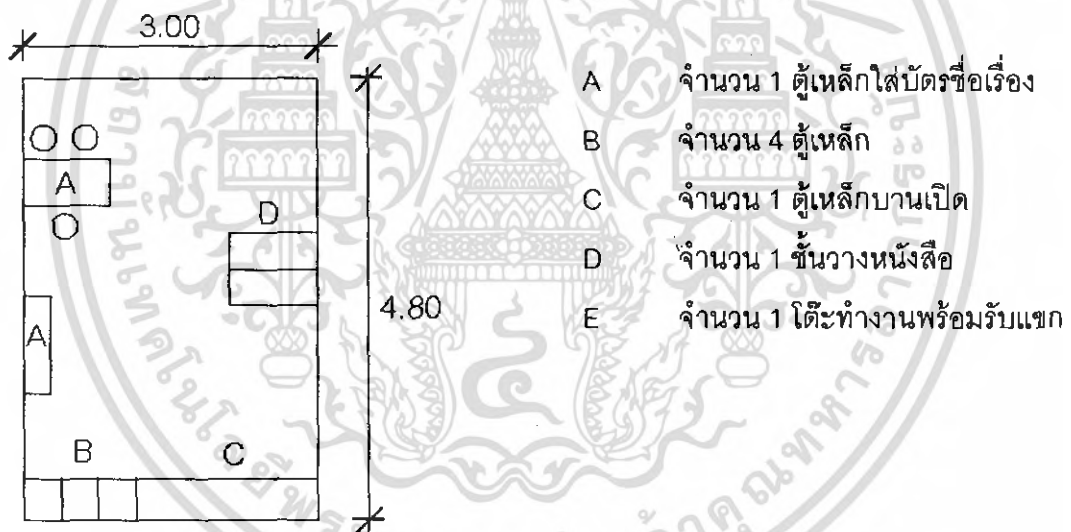 3.00
A จำนวน 1 ตู้เหล็กใส่บัตรชื่อเรื่อง
B จำนวน 4 ตู้เหล็ก
C จำนวน 1 ตู้เหล็กบานเปิด
D จำนวน 1 ชั้นวางหนังสือ
E จำนวน 1 โต๊ะทำงานพร้อมรับแขก
A
D
4.80
A
B C